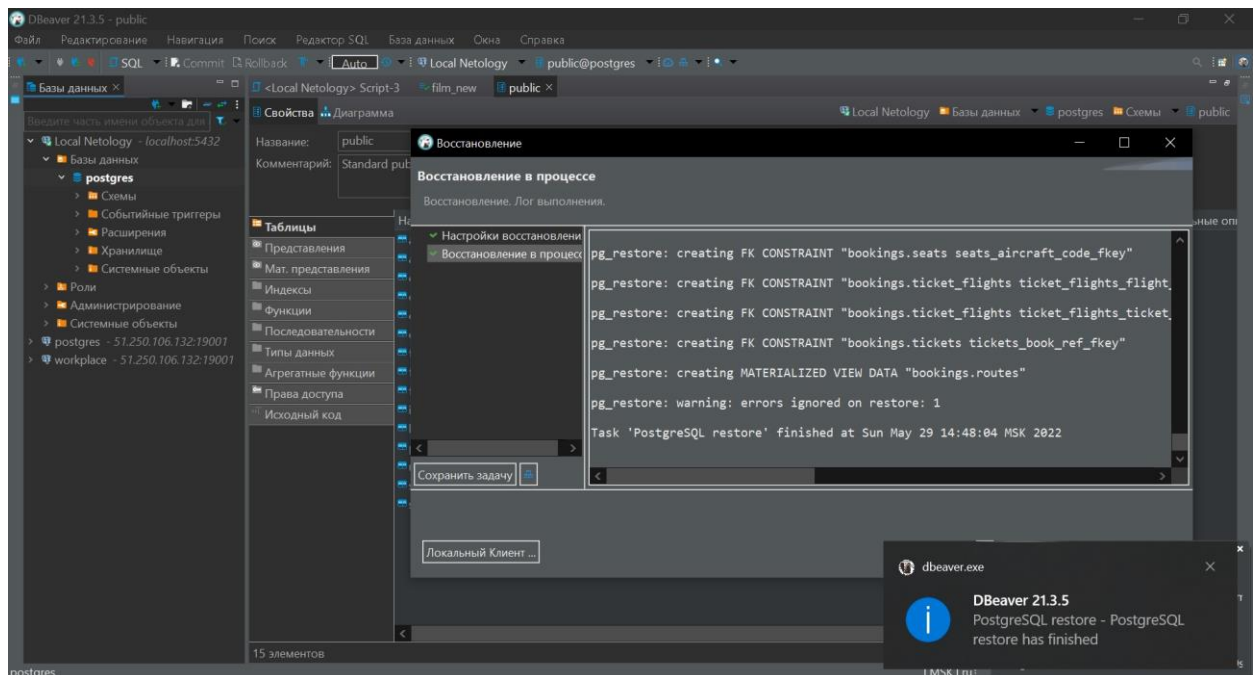 DBeaver 21.3.5 - public
Файл Редактирование Навигация Поиск Редактор SQL База данных Окна Справка
SQL Commit Rollback Auto Local Netology public@postgres
Базы данных
<Local Netology> Script-3 film_new public
Введите часть имени объекта для
Свойства Диаграмма
Local Netology Базы данных postgres Схемы public
Local Netology - localhost:5432
Базы данных
postgres
Схемы
Событийные триггеры
Расширения
Хранилище
Системные объекты
Роли
Администрирование
Системные объекты
postgres - 51.250.106.132:19001
workplace - 51.250.106.132:19001
Название: public
Комментарий: Standard pub
Таблицы
Представления
Мат. представления
Индексы
Функции
Последовательности
Типы данных
Агрегатные функции
Права доступа
Исходный код
15 элементов
Восстановление
Восстановление в процессе
Восстановление. Лог выполнения.
Настройки восстановлени
Восстановление в процесс
pg_restore: creating FK CONSTRAINT "bookings.seats seats_aircraft_code_fkey"
pg_restore: creating FK CONSTRAINT "bookings.ticket_flights ticket_flights_flight_
pg_restore: creating FK CONSTRAINT "bookings.ticket_flights ticket_flights_ticket_
pg_restore: creating FK CONSTRAINT "bookings.tickets tickets_book_ref_fkey"
pg_restore: creating MATERIALIZED VIEW DATA "bookings.routes"
pg_restore: warning: errors ignored on restore: 1
Task 'PostgreSQL restore' finished at Sun May 29 14:48:04 MSK 2022
Сохранить задачу
Локальный Клиент ...
dbeaver.exe
DBeaver 21.3.5
PostgreSQL restore - PostgreSQL
restore has finished
postgres